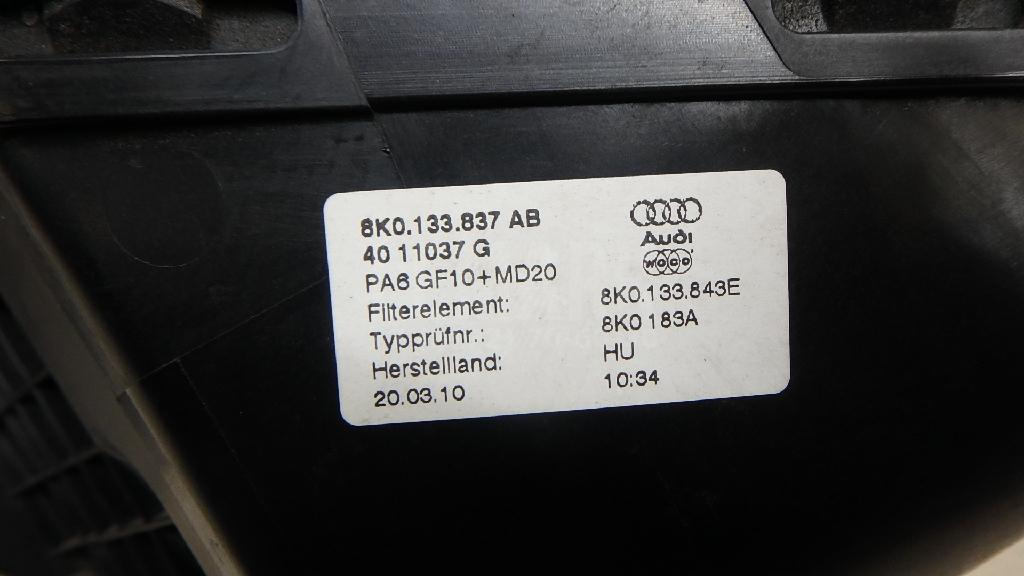 8K0.133.837 AB
40 11037 G
PA6 GF10+MD20
Filterelement: 8K0.133.843E
Typprüfnr.: 8K0 183A
Herstellland: HU
20.03.10 10:34
Audi
WOCO